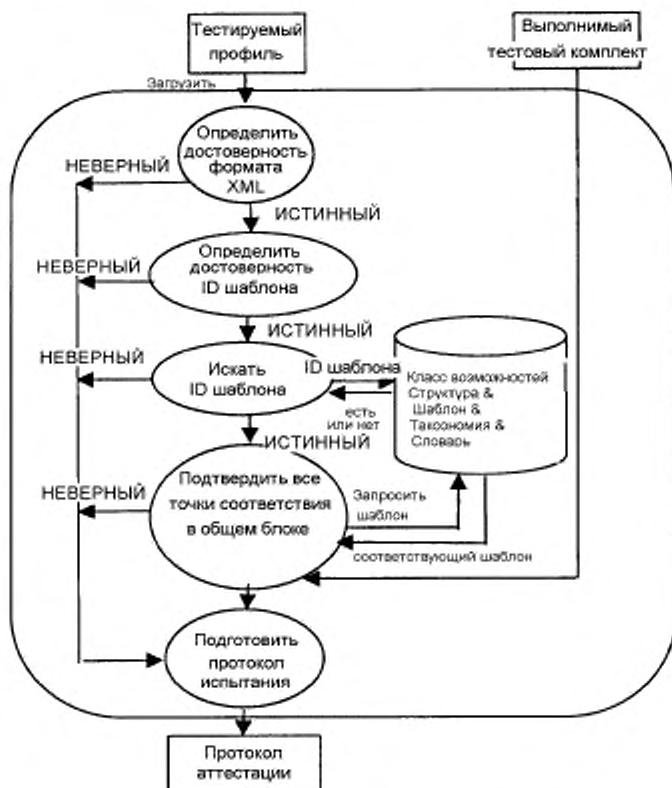 Тестируемый
профиль
Выполнимый
тестовый комплект
Загрузить
Определить
достоверность
формата
XML
НЕВЕРНЫЙ
ИСТИННЫЙ
Определить
достоверность
ID шаблона
НЕВЕРНЫЙ
ИСТИННЫЙ
НЕВЕРНЫЙ
Искать
ID шаблона
ID шаблона
есть
или нет
Класс возможностей
Структура &
Шаблон &
Таксономия &
Словарь
ИСТИННЫЙ
НЕВЕРНЫЙ
Подтвердить все
точки соответствия
в общем блоке
Запросить
шаблон
соответствующий шаблон
Подготовить
протокол
испытания
Протокол
аттестации